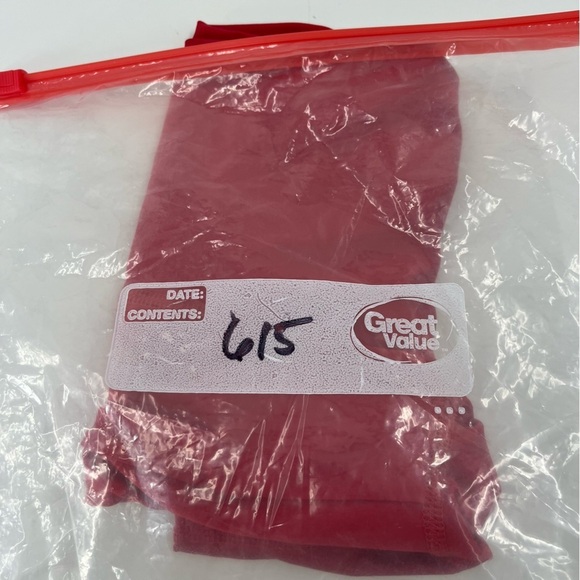 DATE:
CONTENTS:
615
Great
Value